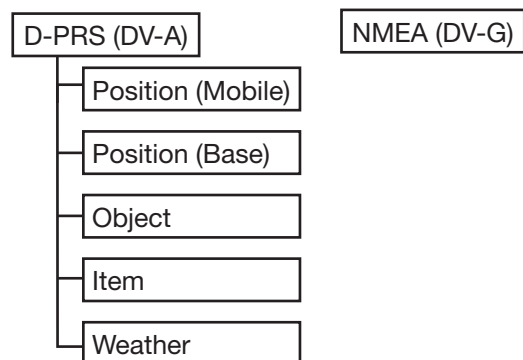 D-PRS (DV-A)
NMEA (DV-G)
Position (Mobile)
Position (Base)
Object
Item
Weather